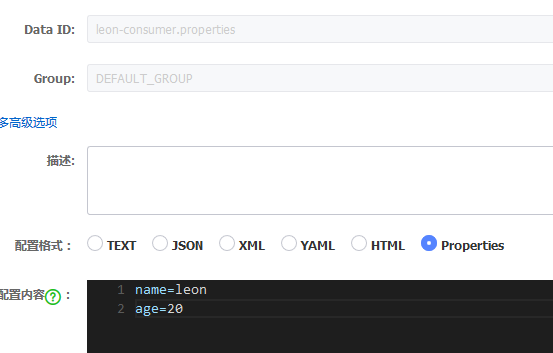 Data ID: leon-consumer.properties
Group: DEFAULT_GROUP
多高级选项
描述:
配置格式： TEXT JSON XML YAML HTML Properties
配置内容?：
1 name=leon
2 age=20